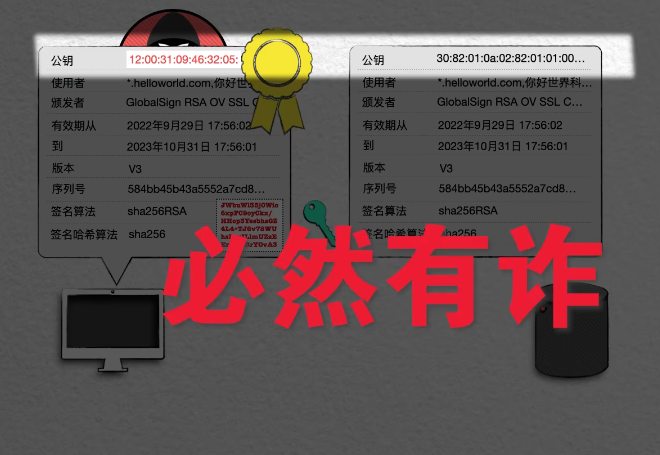 公钥 12:00:31:09:46:32:05:
使用者 *.helloworld.com,你好世
颁发者 GlobalSign RSA OV SSL C
有效期从 2022年9月29日 17:56:02
到 2023年10月31日 17:56:01
版本 V3
序列号 584bb45b43a5552a7cd8…
签名算法 sha256RSA
签名哈希算法 sha256
公钥 30:82:01:0a:02:82:01:01:00…
使用者 *.helloworld.com,你好世界科…
颁发者 GlobalSign RSA OV SSL C…
有效期从 2022年9月29日 17:56:02
到 2023年10月31日 17:56:01
版本 V3
序列号 584bb45b43a5552a7cd8…
签名算法 sha256RSA
签名哈希算法 sha256
必然有诈